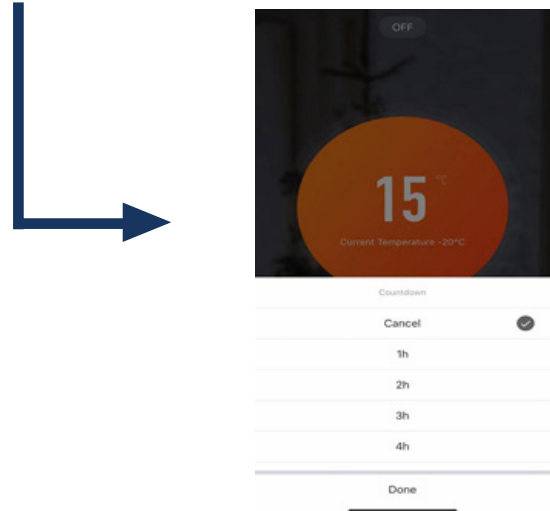 OFF
15 °C
Current Temperature -20°C
Countdown
Cancel
1h
2h
3h
4h
Done